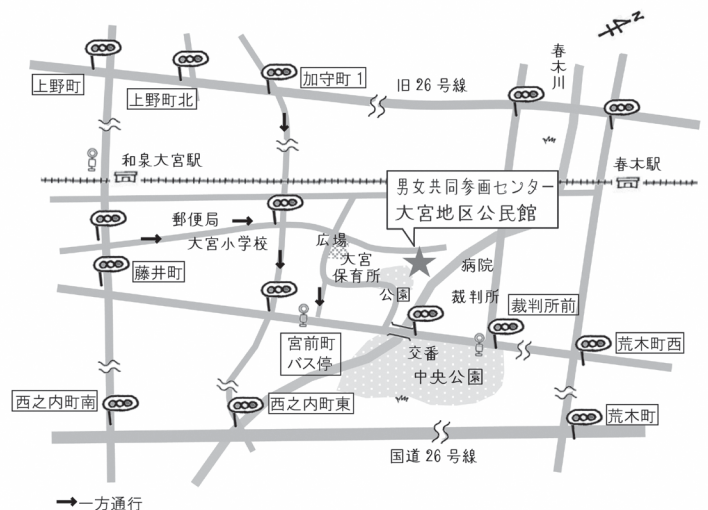 春木川
上野町
上野町北
加守町1
旧26号線
和泉大宮駅
春木駅
男女共同参画センター
大宮地区公民館
郵便局
大宮小学校
広場
大宮
保育所
公園
病院
裁判所
藤井町
宮前町
バス停
交番
裁判所前
中央公園
荒木町西
西之内町南
西之内町東
荒木町
国道26号線
一方通行